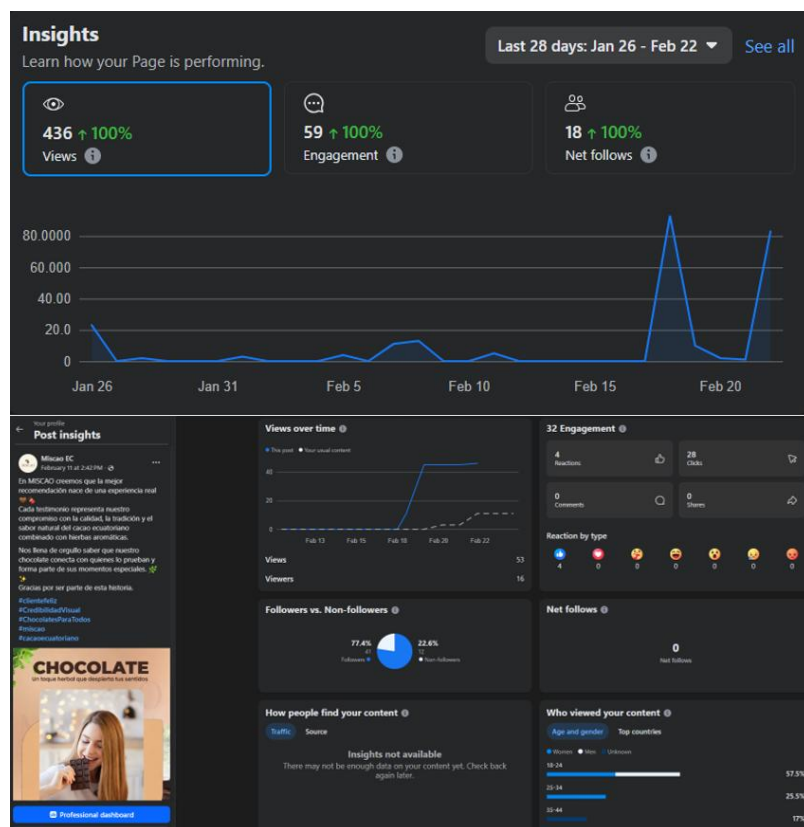 Insights
Learn how your Page is performing.
Last 28 days: Jan 26 - Feb 22
See all
436 ↑ 100%
Views
59 ↑ 100%
Engagement
18 ↑ 100%
Net follows
80.0000
60.000
40.00
20.0
0
Jan 26
Jan 31
Feb 5
Feb 10
Feb 15
Feb 20
Your profile
Post insights
Miscao EC
February 11 at 2:42 PM
En MISCAO creemos que la mejor
recomendación nace de una experiencia real
Cada testimonio representa nuestro
compromiso con la calidad, la tradición y el
sabor natural del cacao ecuatoriano
combinado con hierbas aromáticas.
Nos llena de orgullo saber que nuestro
chocolate conecta con quienes lo prueban y
forma parte de sus momentos especiales.
Gracias por ser parte de esta historia.
#clientefeliz
#CredibilidadVisual
#ChocolatesParaTodos
#miscao
#cacaoecuatoriano
CHOCOLATE
Un toque herbal que despierta tus sentidos
Professional dashboard
Views over time
This post
Your usual content
40
20
0
Feb 13
Feb 15
Feb 18
Feb 20
Feb 22
Views
53
Viewers
16
Followers vs. Non-followers
77.4%
41
Followers
22.6%
12
Non-followers
How people find your content
Traffic
Source
Insights not available
There may not be enough data on your content yet. Check back
again later.
32 Engagement
4
Reactions
28
Clicks
0
Comments
0
Shares
Reaction by type
4
0
0
0
0
0
0
Net follows
0
Net follows
Who viewed your content
Age and gender
Top countries
Women
Men
Unknown
18-24
57.5%
25-34
25.5%
35-44
17%